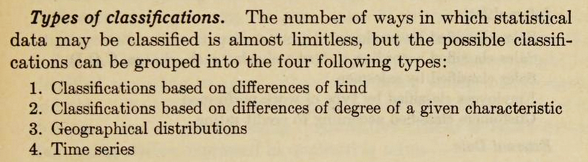 Types of classifications. The number of ways in which statistical
data may be classified is almost limitless, but the possible classifi-
cations can be grouped into the four following types:
1. Classifications based on differences of kind
2. Classifications based on differences of degree of a given characteristic
3. Geographical distributions
4. Time series